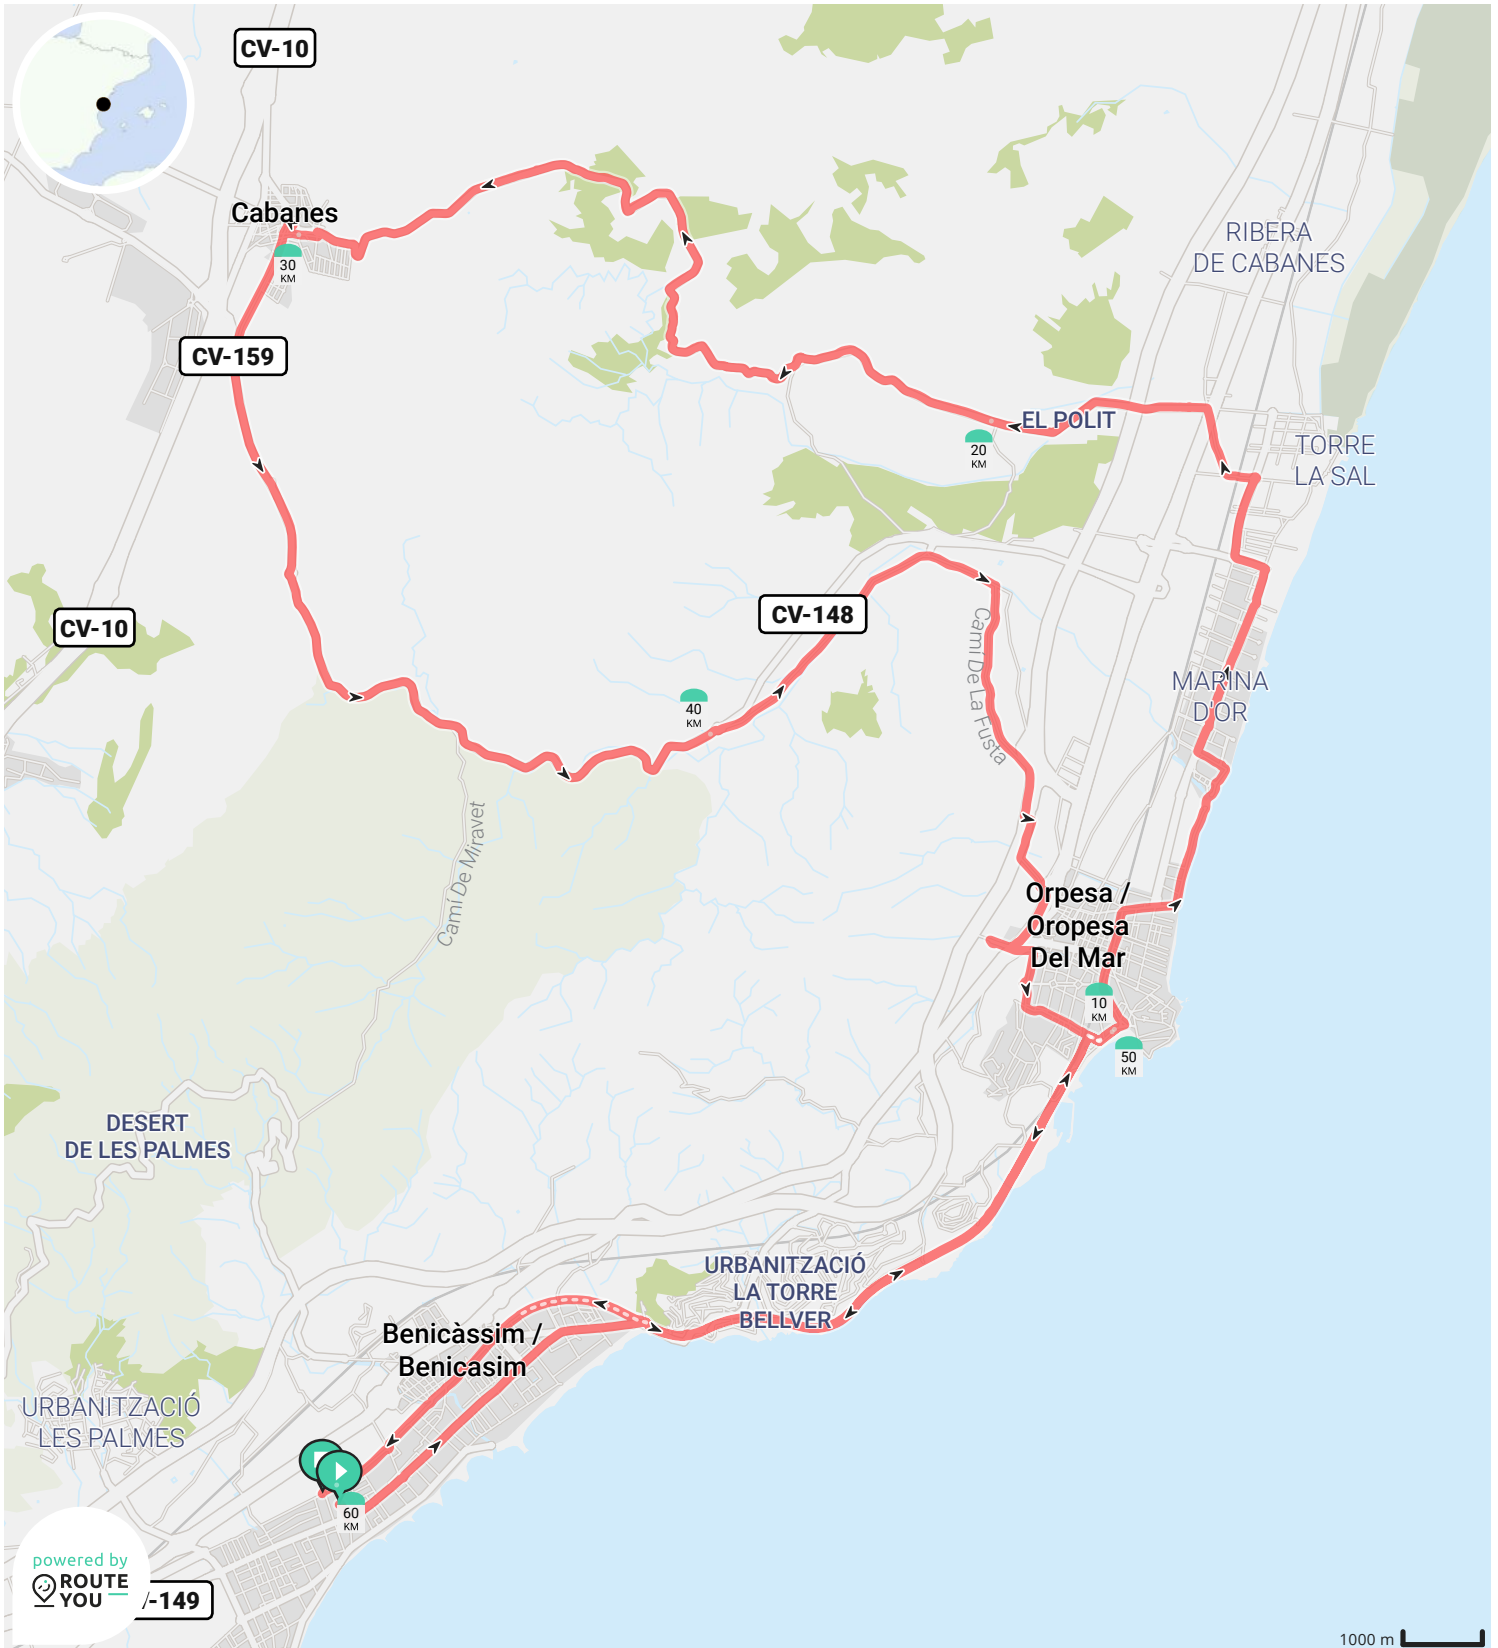 CV-10
Cabanes
30
KM
CV-159
RIBERA
DE CABANES
EL POLIT
20
KM
TORRE
LA SAL
CV-10
CV-148
Camí De La Fusta
40
KM
MARINA
D'OR
Camí De Miravet
Orpesa /
Oropesa
Del Mar
10
KM
50
KM
DESERT
DE LES PALMES
URBANITZACIÓ
LA TORRE
BELLVER
Benicàssim /
Benicasim
URBANITZACIÓ
LES PALMES
60
KM
powered by
ROUTE
YOU
-149
1000 m